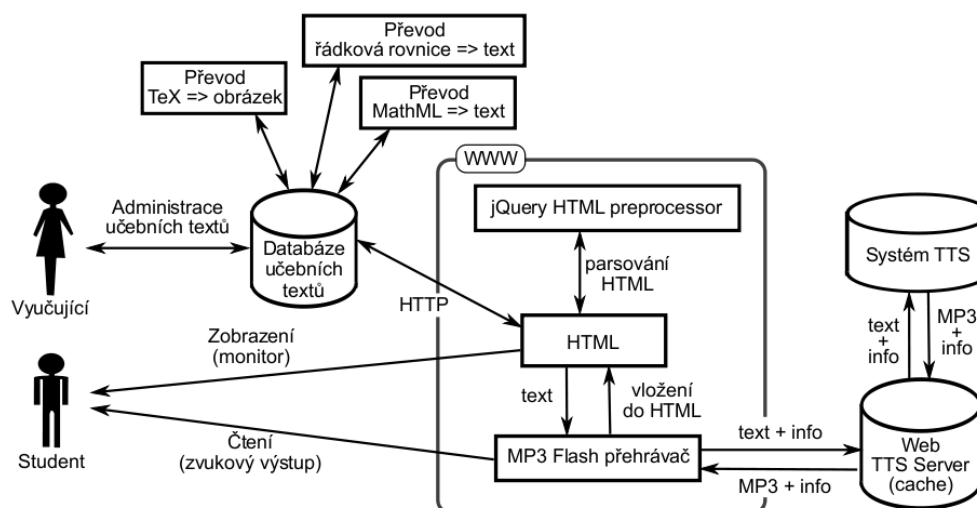 Převod
řádková rovnice => text
Převod
TeX => obrázek
Převod
MathML => text
WWW
jQuery HTML preprocessor
Administrace
učebních textů
Databáze
učebních
textů
Systém TTS
parsování
HTML
Vyučující
HTTP
Zobrazení
(monitor)
HTML
text
+
info
MP3
+
info
text
vložení
do HTML
Čtení
(zvukový výstup)
Student
MP3 Flash přehrávač
text + info
MP3 + info
Web
TTS Server
(cache)